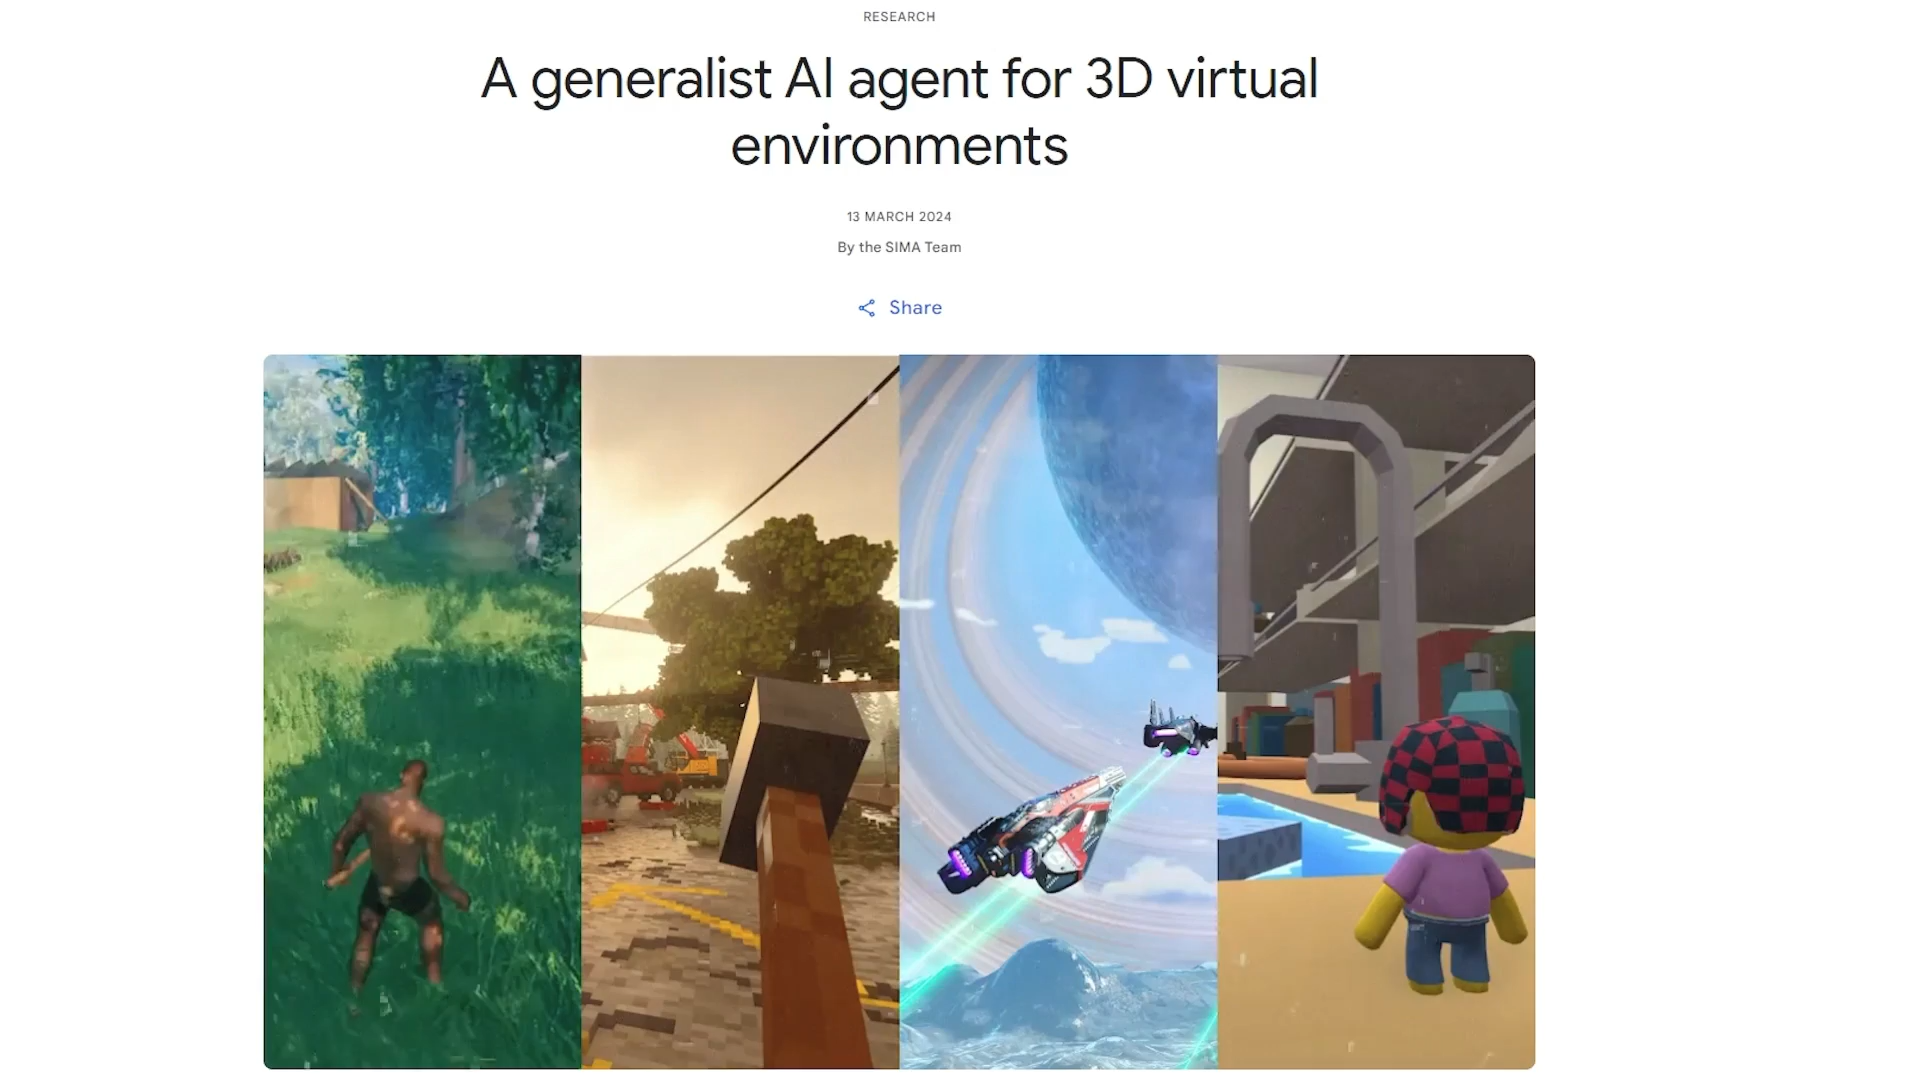 RESEARCH
A generalist AI agent for 3D virtual
environments
13 MARCH 2024
By the SIMA Team
Share